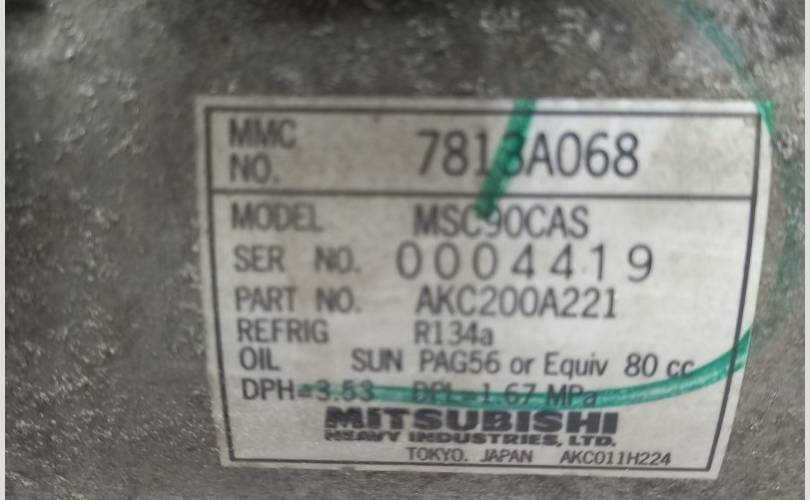 MMC
NO. 7813A068
MODEL MSC90CAS
SER NO. 0004419
PART NO. AKC200A221
REFRIG R134a
OIL SUN PAG56 or Equiv 80 cc
DPH=3.53 DPL=1.67 MPa
MITSUBISHI
HEAVY INDUSTRIES, LTD.
TOKYO. JAPAN AKC011H224